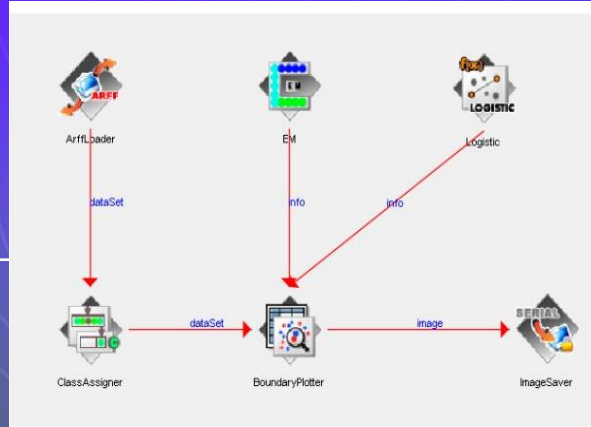 ARFF
EM
f(x)
LOGISTIC
ArffLoader
EM
Logistic
dataSet
info
info
SERIAL
dataSet
image
ClassAssigner
BoundaryPlotter
ImageSaver